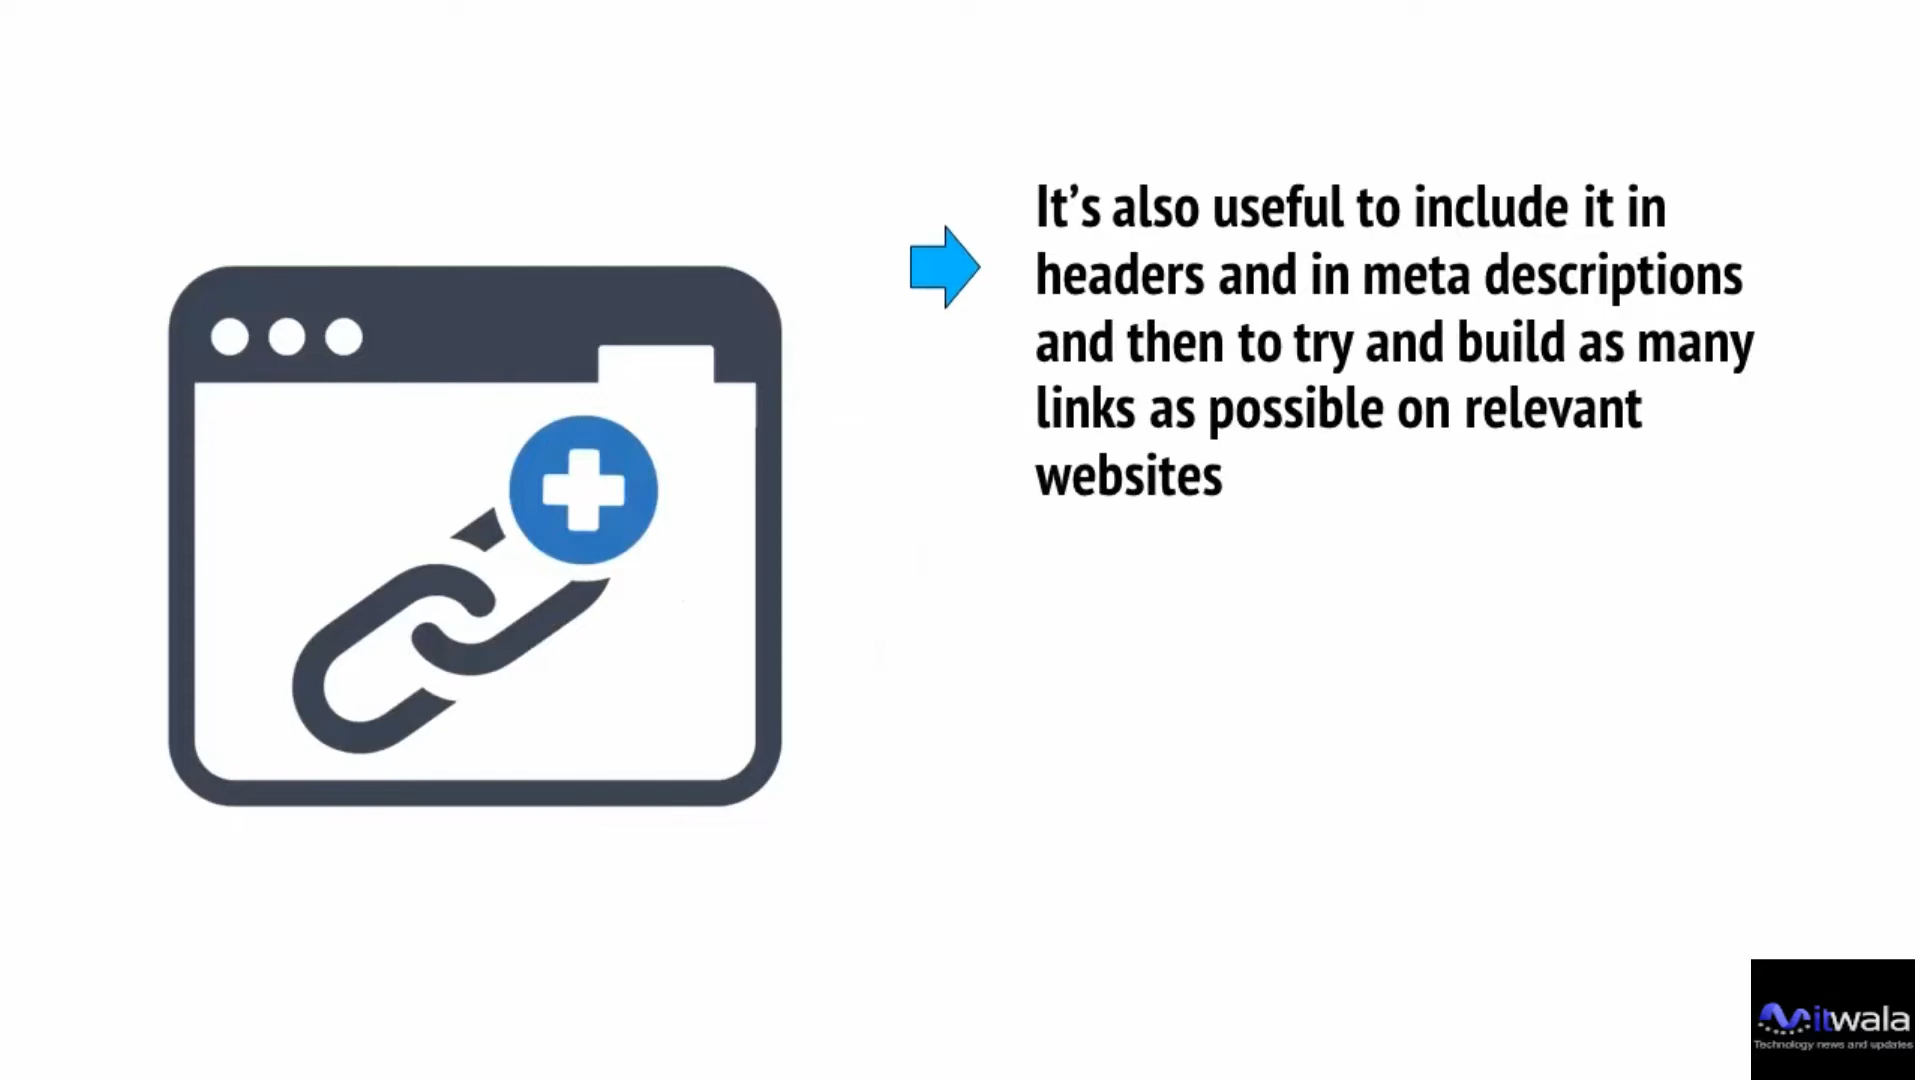 It’s also useful to include it in
headers and in meta descriptions
and then to try and build as many
links as possible on relevant
websites
itwala
Technology news and updates